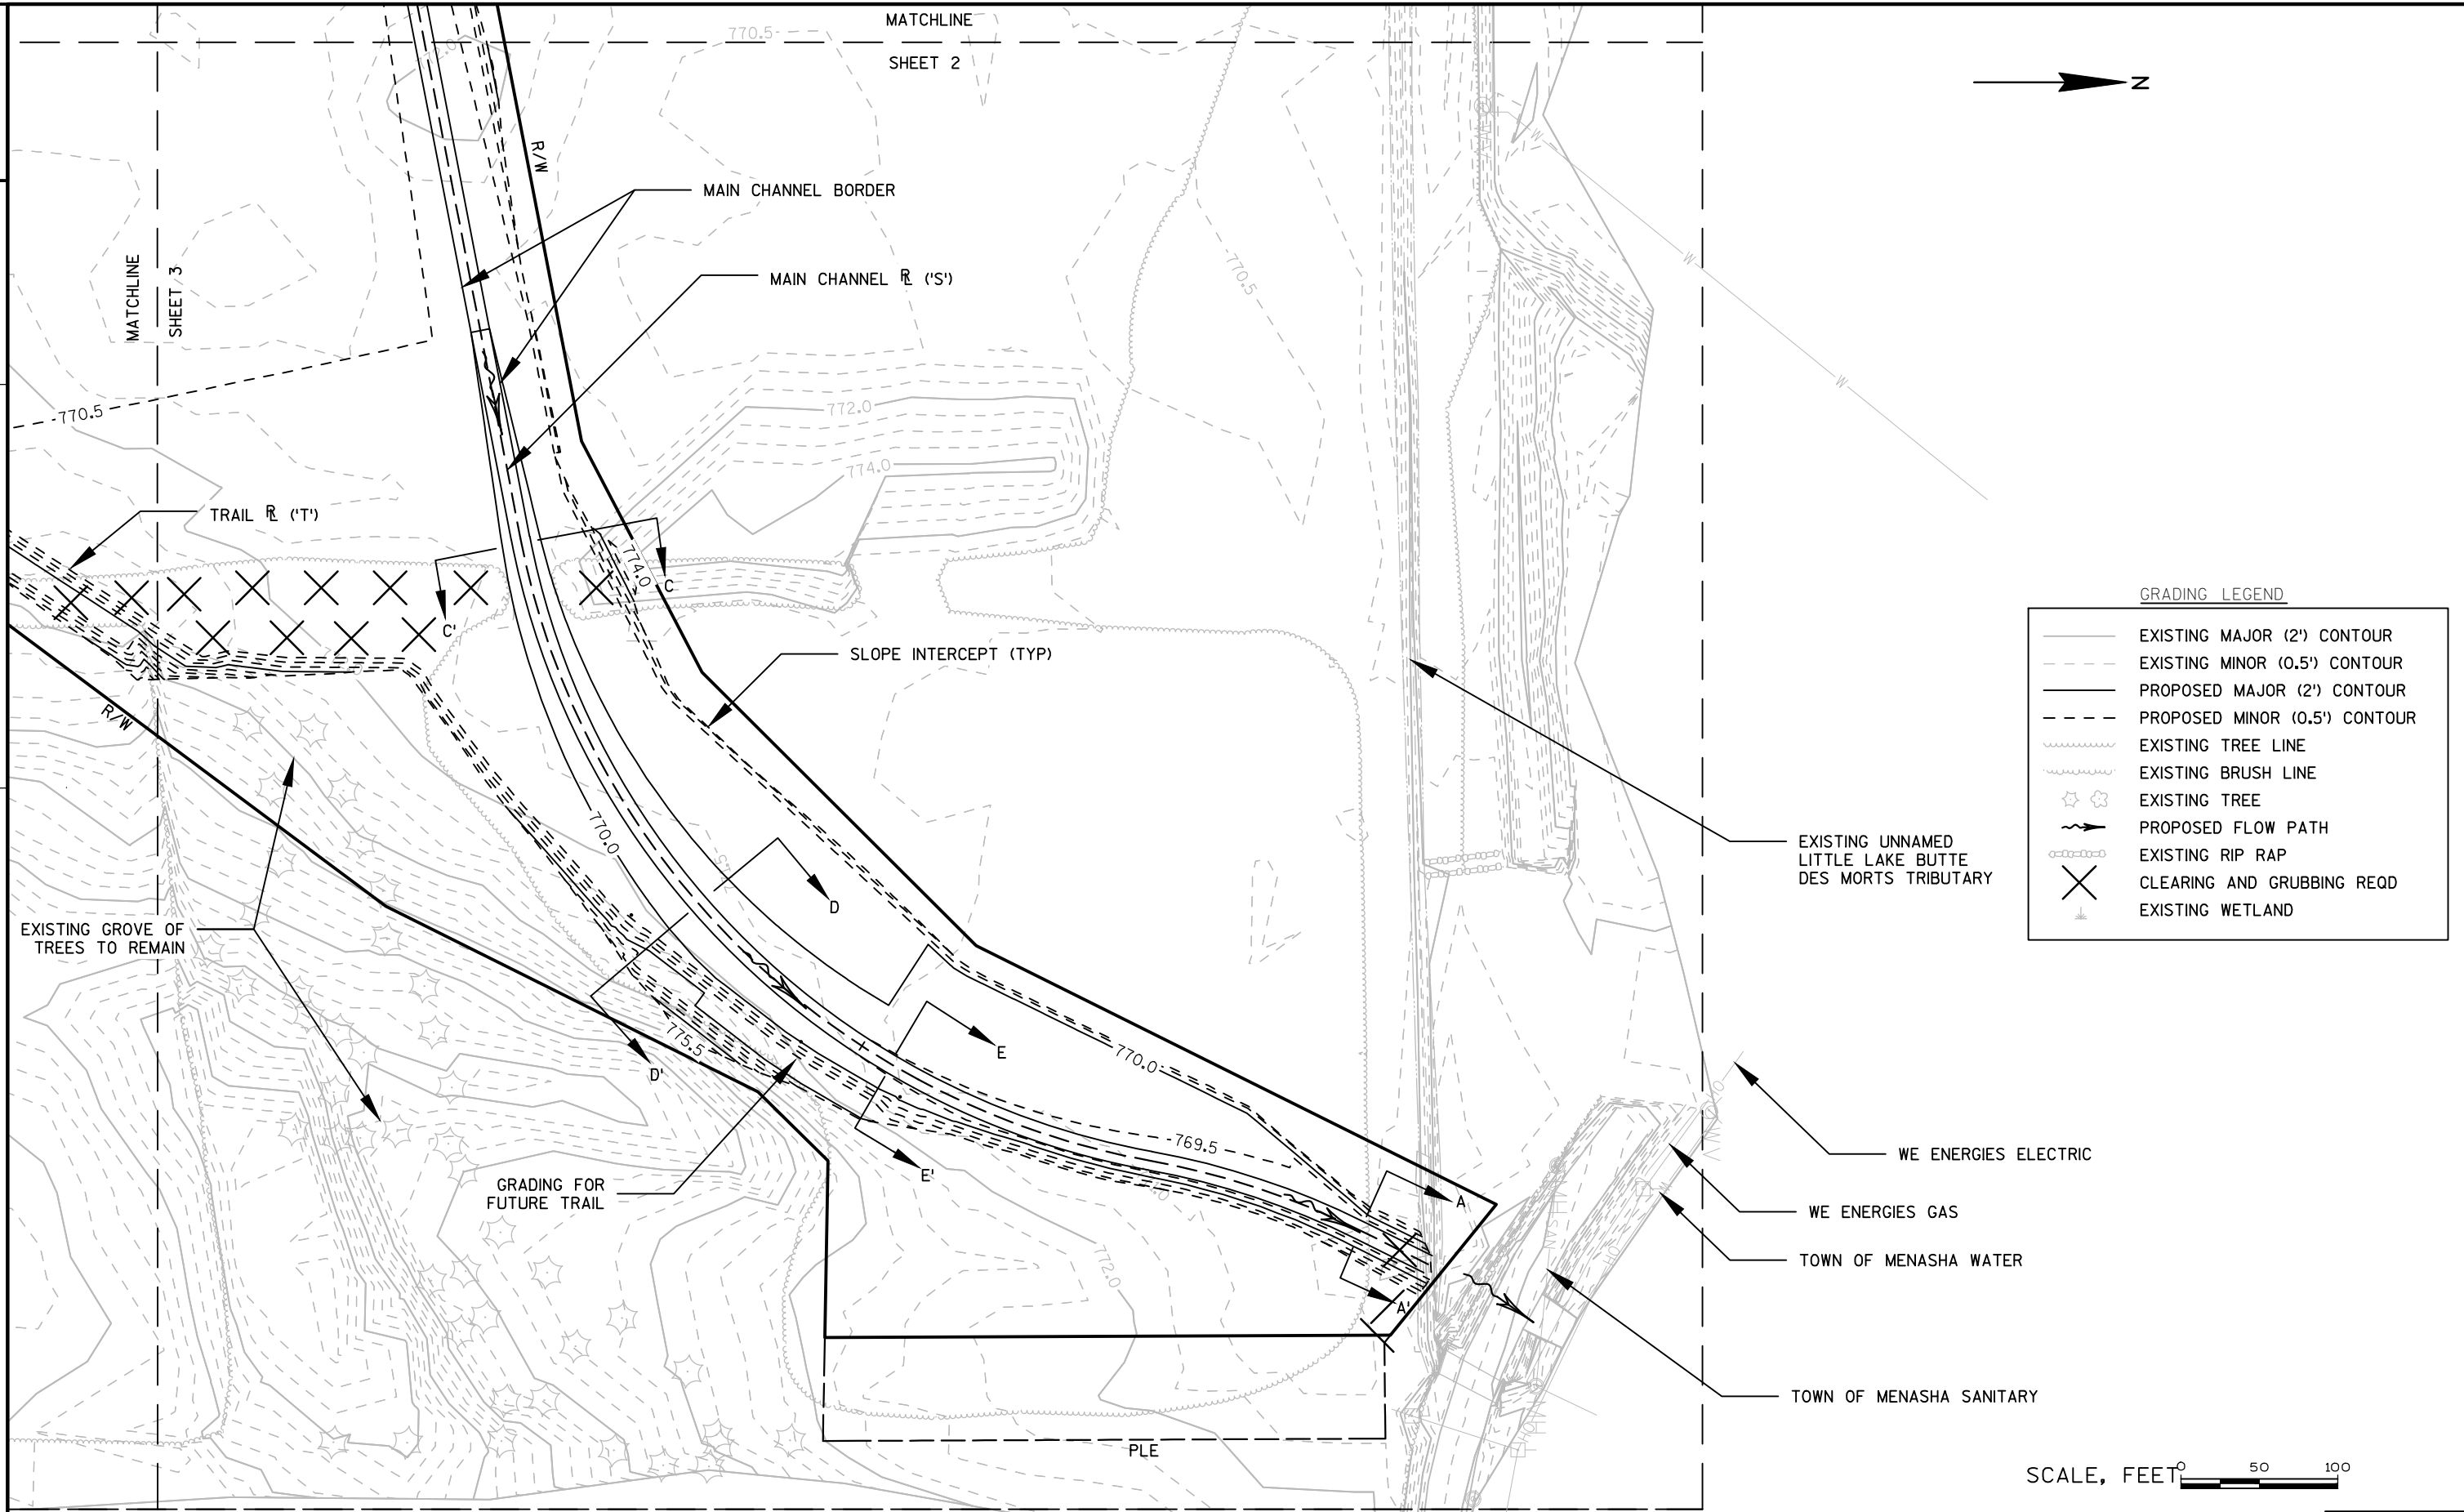 MATCHLINE
SHEET 2
770.5
N
R/W
MAIN CHANNEL BORDER
MATCHLINE
SHEET 3
MAIN CHANNEL RL ('S')
770.5
770.5
772.0
774.0
TRAIL RL ('T')
774.0
C
C'
SLOPE INTERCEPT (TYP)
R/W
770.0
D
EXISTING GROVE OF
TREES TO REMAIN
E
D'
775.5
770.0
769.5
E'
GRADING FOR
FUTURE TRAIL
A
A'
772.0
PLE
EXISTING UNNAMED
LITTLE LAKE BUTTE
DES MORTS TRIBUTARY
W
W
W
WE ENERGIES ELECTRIC
WE ENERGIES GAS
TOWN OF MENASHA WATER
TOWN OF MENASHA SANITARY
GRADING LEGEND
EXISTING MAJOR (2') CONTOUR
EXISTING MINOR (0.5') CONTOUR
PROPOSED MAJOR (2') CONTOUR
PROPOSED MINOR (0.5') CONTOUR
EXISTING TREE LINE
EXISTING BRUSH LINE
EXISTING TREE
PROPOSED FLOW PATH
EXISTING RIP RAP
CLEARING AND GRUBBING REQD
EXISTING WETLAND
SCALE, FEET
0 50 100